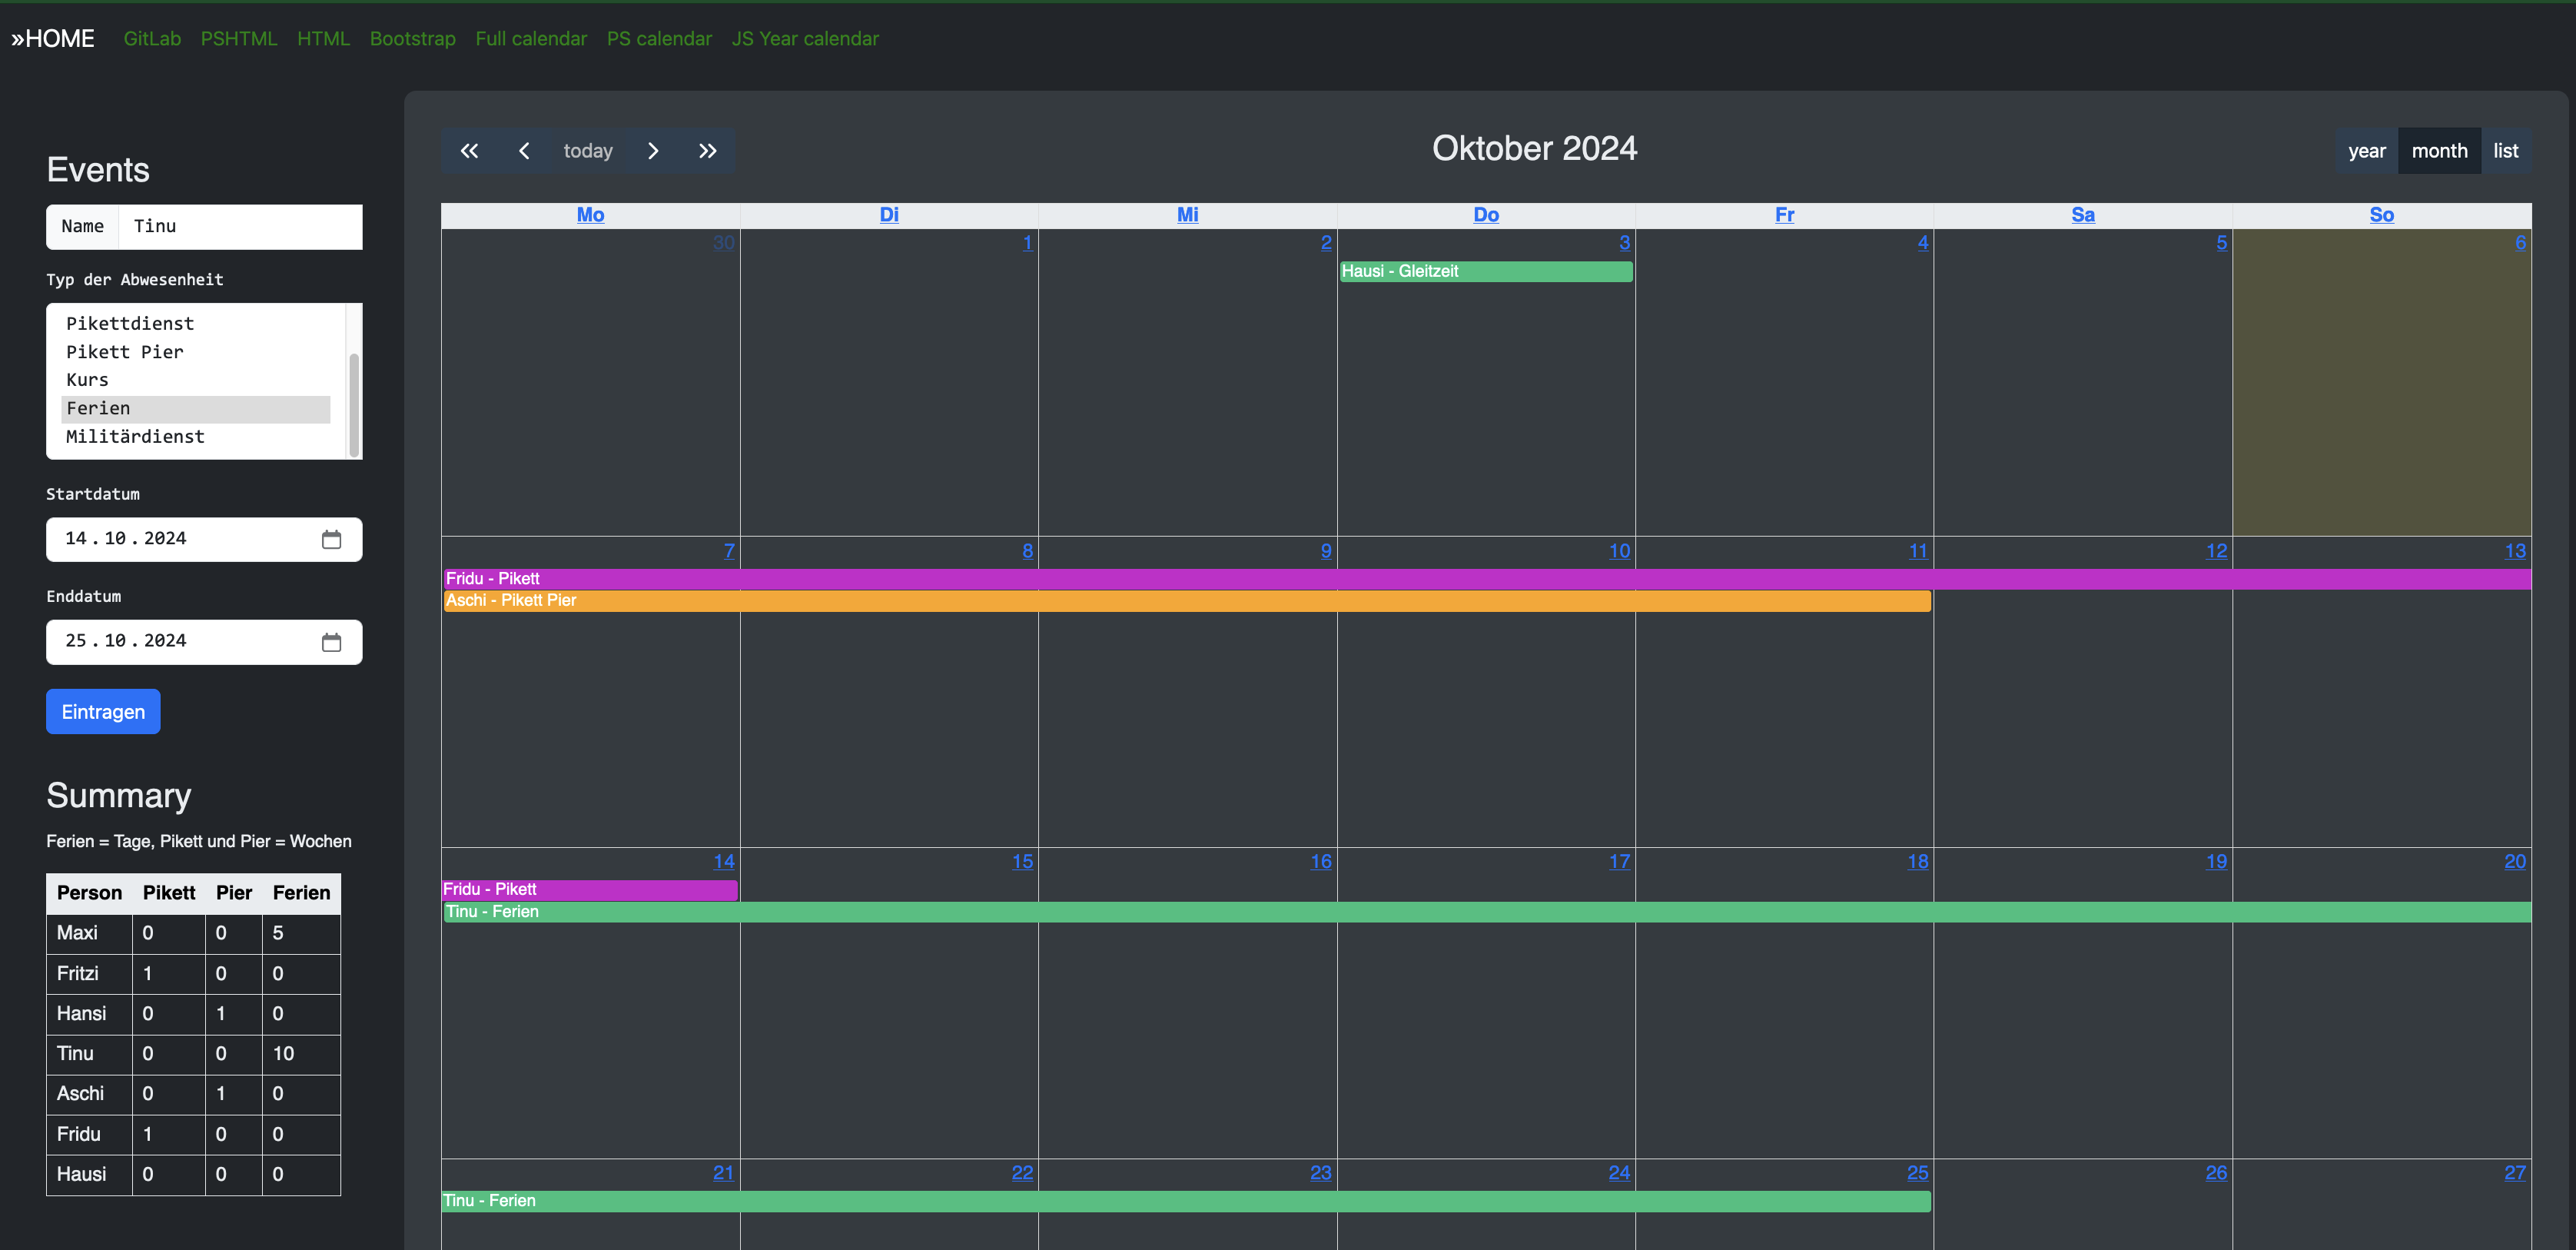 »HOME GitLab PSHTML HTML Bootstrap Full calendar PS calendar JS Year calendar
Events
Name Tinu
Typ der Abwesenheit
Pikettdienst
Pikett Pier
Kurs
Ferien
Militärdienst
Startdatum
14.10.2024
Enddatum
25.10.2024
Eintragen
Summary
Ferien = Tage, Pikett und Pier = Wochen
Person Pikett Pier Ferien
Maxi 0 0 5
Fritzi 1 0 0
Hansi 0 1 0
Tinu 0 0 10
Aschi 0 1 0
Fridu 1 0 0
Hausi 0 0 0
today
Oktober 2024
year month list
Mo Di Mi Do Fr Sa So
30 1 2 3 4 5 6
Hausi - Gleitzeit
7 8 9 10 11 12 13
Fridu - Pikett
Aschi - Pikett Pier
14 15 16 17 18 19 20
Fridu - Pikett
Tinu - Ferien
21 22 23 24 25 26 27
Tinu - Ferien